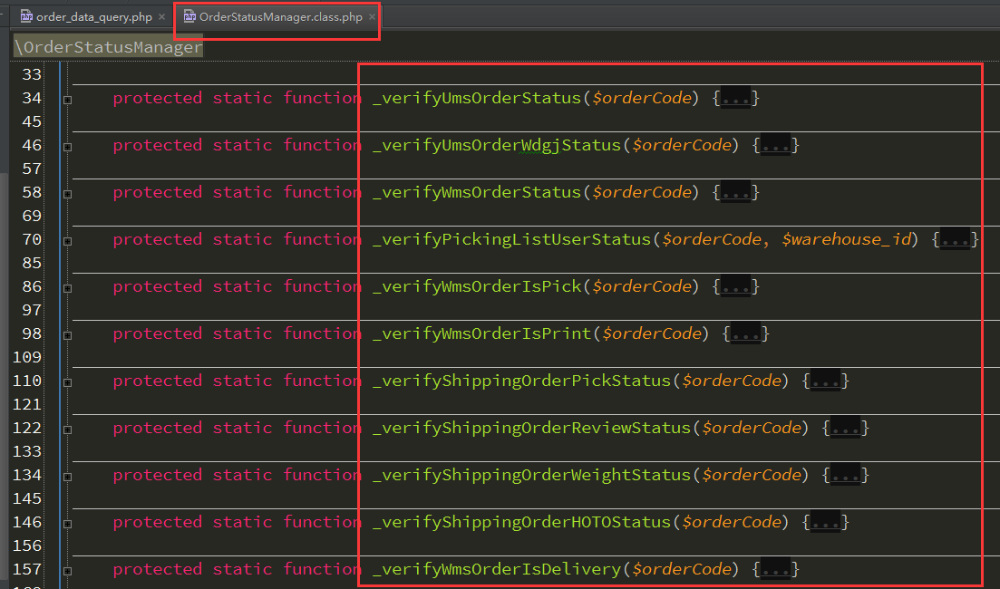 order_data_query.php × OrderStatusManager.class.php ×
\OrderStatusManager
33
34 protected static function _verifyUmsOrderStatus($orderCode) {...}
45
46 protected static function _verifyUmsOrderWdgjStatus($orderCode) {...}
57
58 protected static function _verifyWmsOrderStatus($orderCode) {...}
69
70 protected static function _verifyPickingListUserStatus($orderCode, $warehouse_id) {...}
85
86 protected static function _verifyWmsOrderIsPick($orderCode) {...}
97
98 protected static function _verifyWmsOrderIsPrint($orderCode) {...}
109
110 protected static function _verifyShippingOrderPickStatus($orderCode) {...}
121
122 protected static function _verifyShippingOrderReviewStatus($orderCode) {...}
133
134 protected static function _verifyShippingOrderWeightStatus($orderCode) {...}
145
146 protected static function _verifyShippingOrderHOTOStatus($orderCode) {...}
156
157 protected static function _verifyWmsOrderIsDelivery($orderCode) {...}